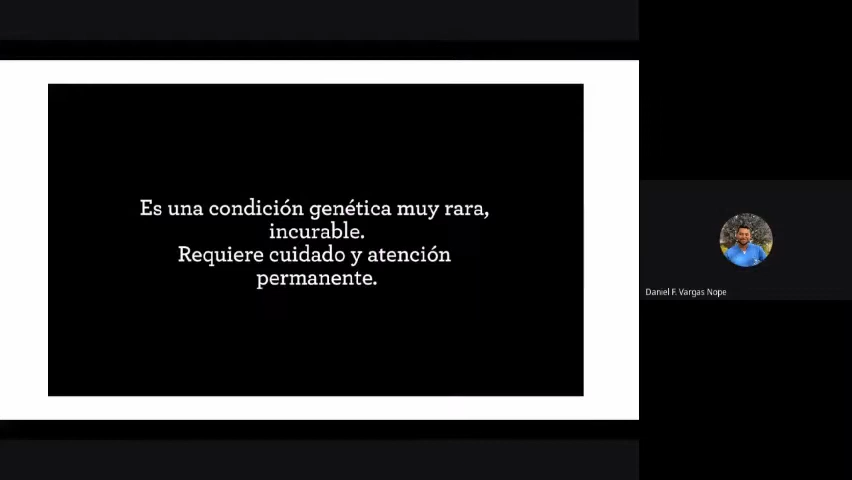 Es una condición genética muy rara,
incurable.
Requiere cuidado y atención
permanente.
Daniel F. Vargas Nope